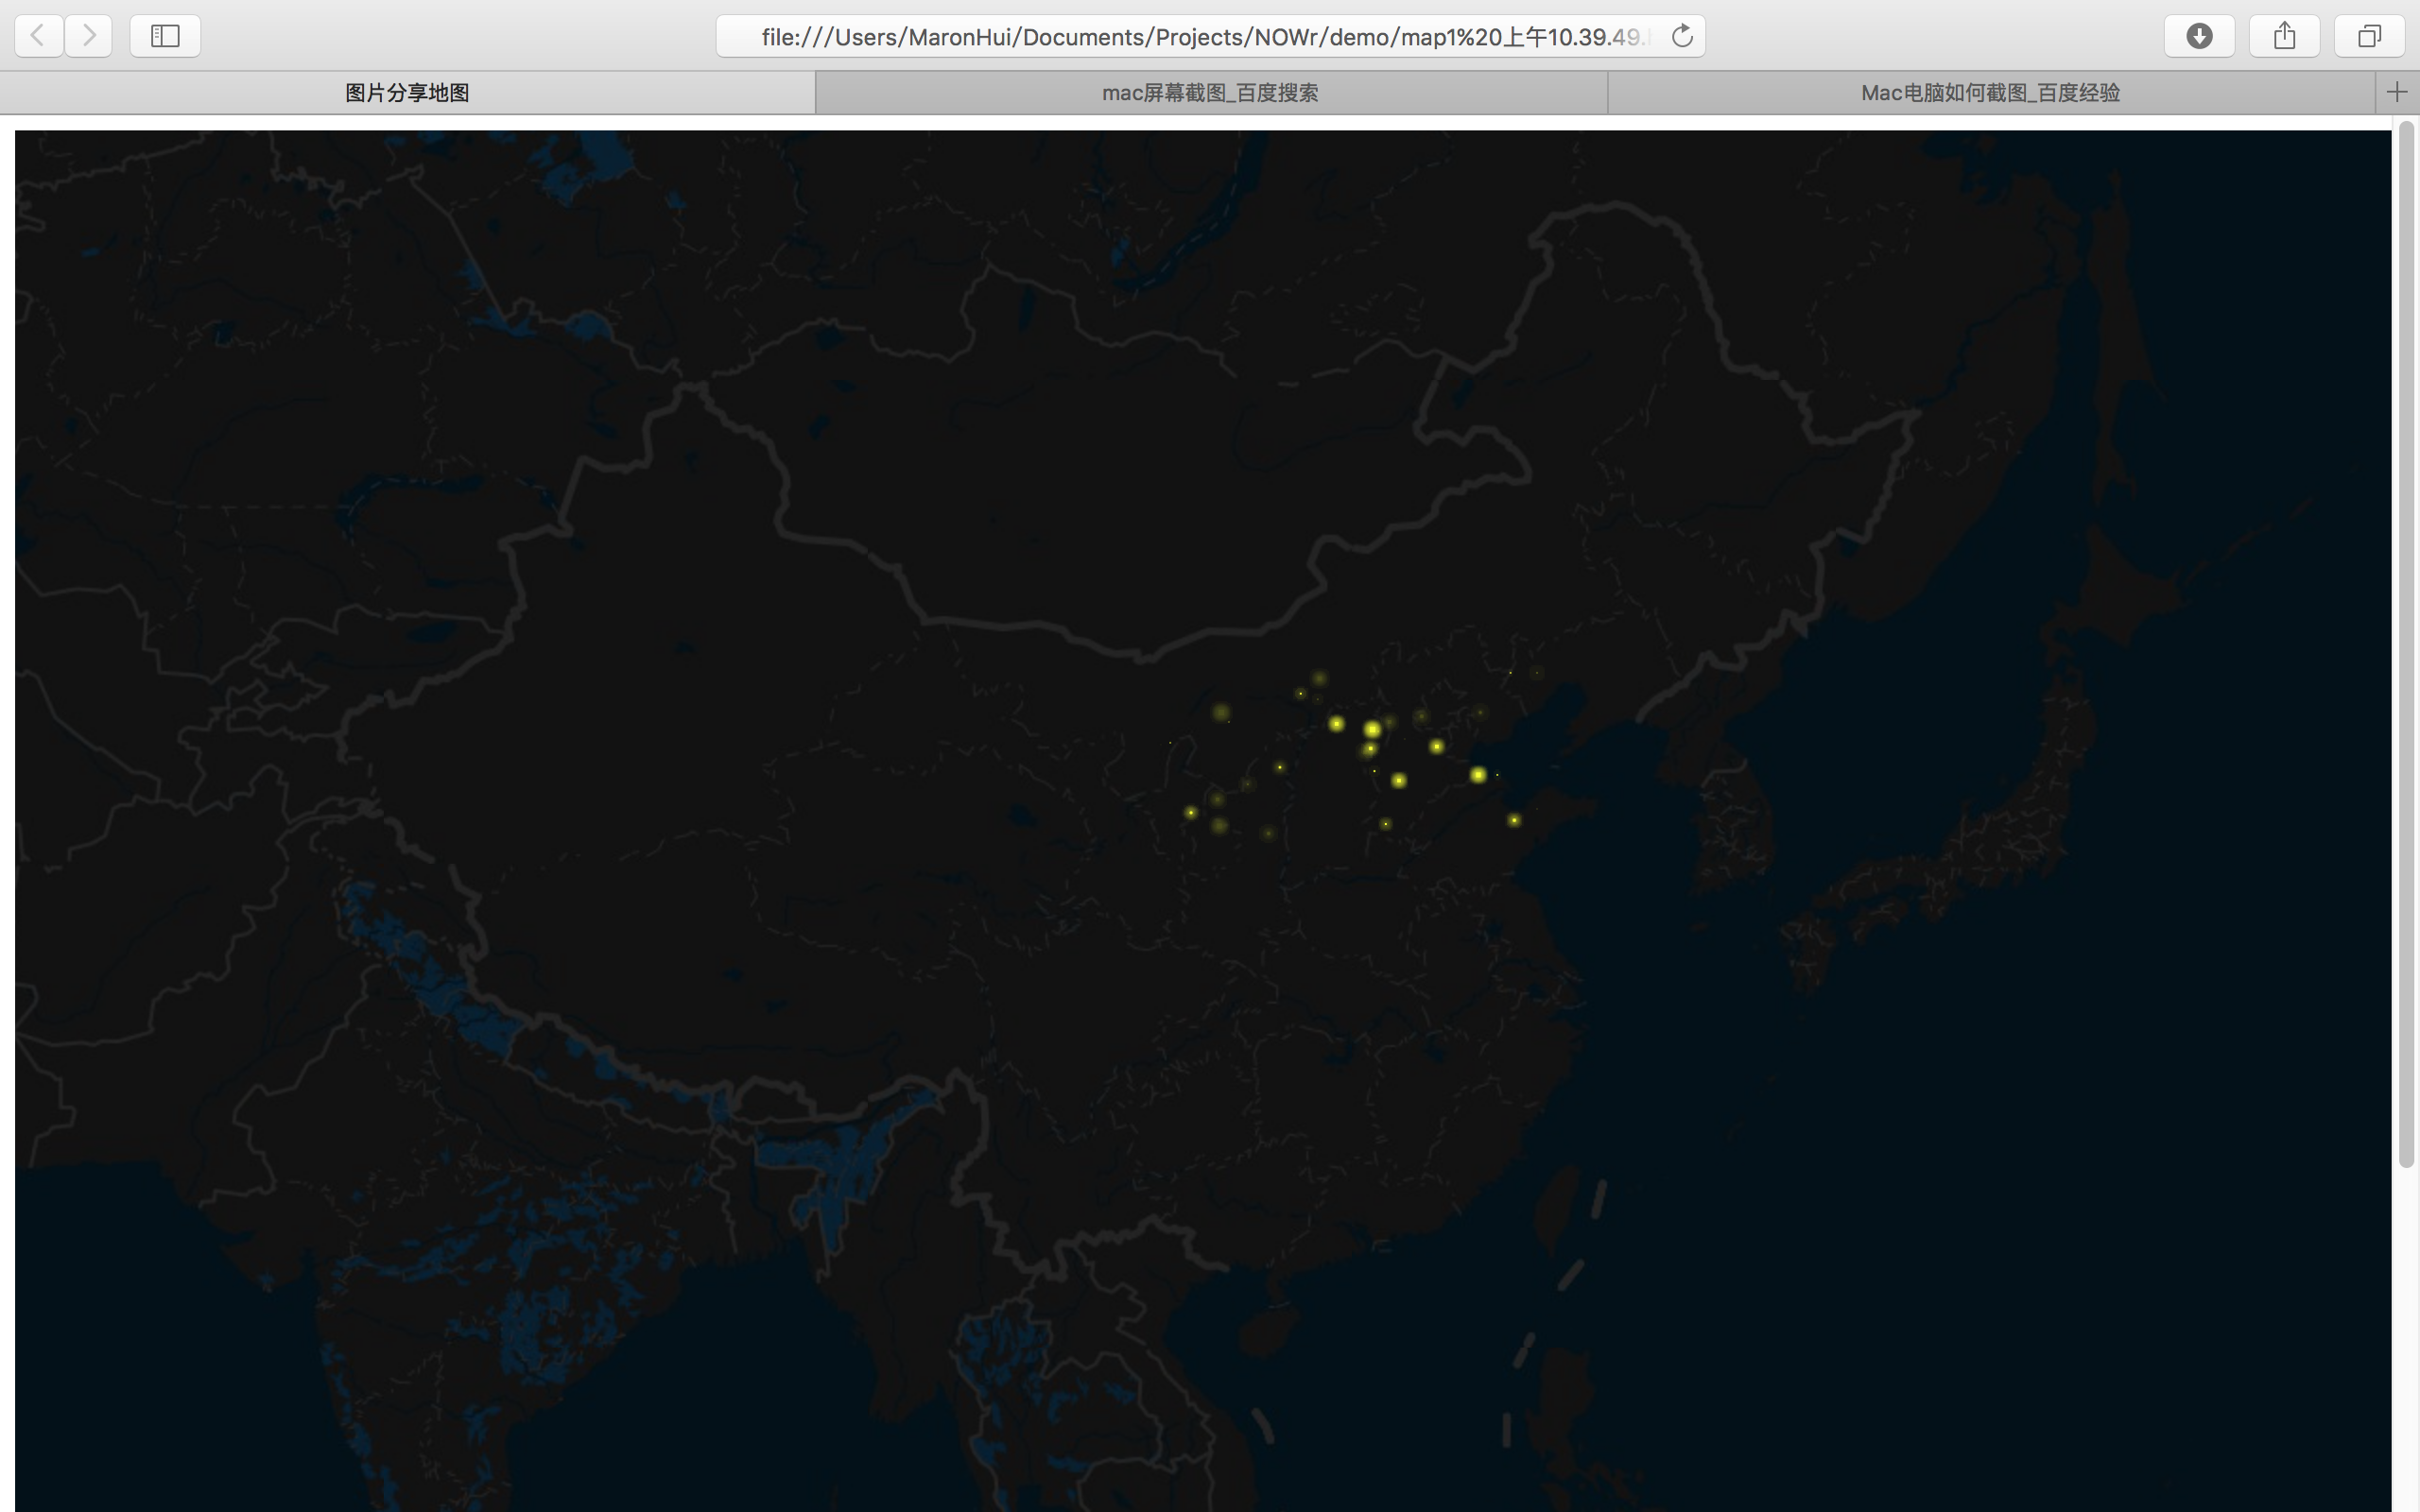 file:///Users/MaronHui/Documents/Projects/NOWr/demo/map1%20上午10.39.49.
图片分享地图
mac屏幕截图_百度搜索
Mac电脑如何截图_百度经验